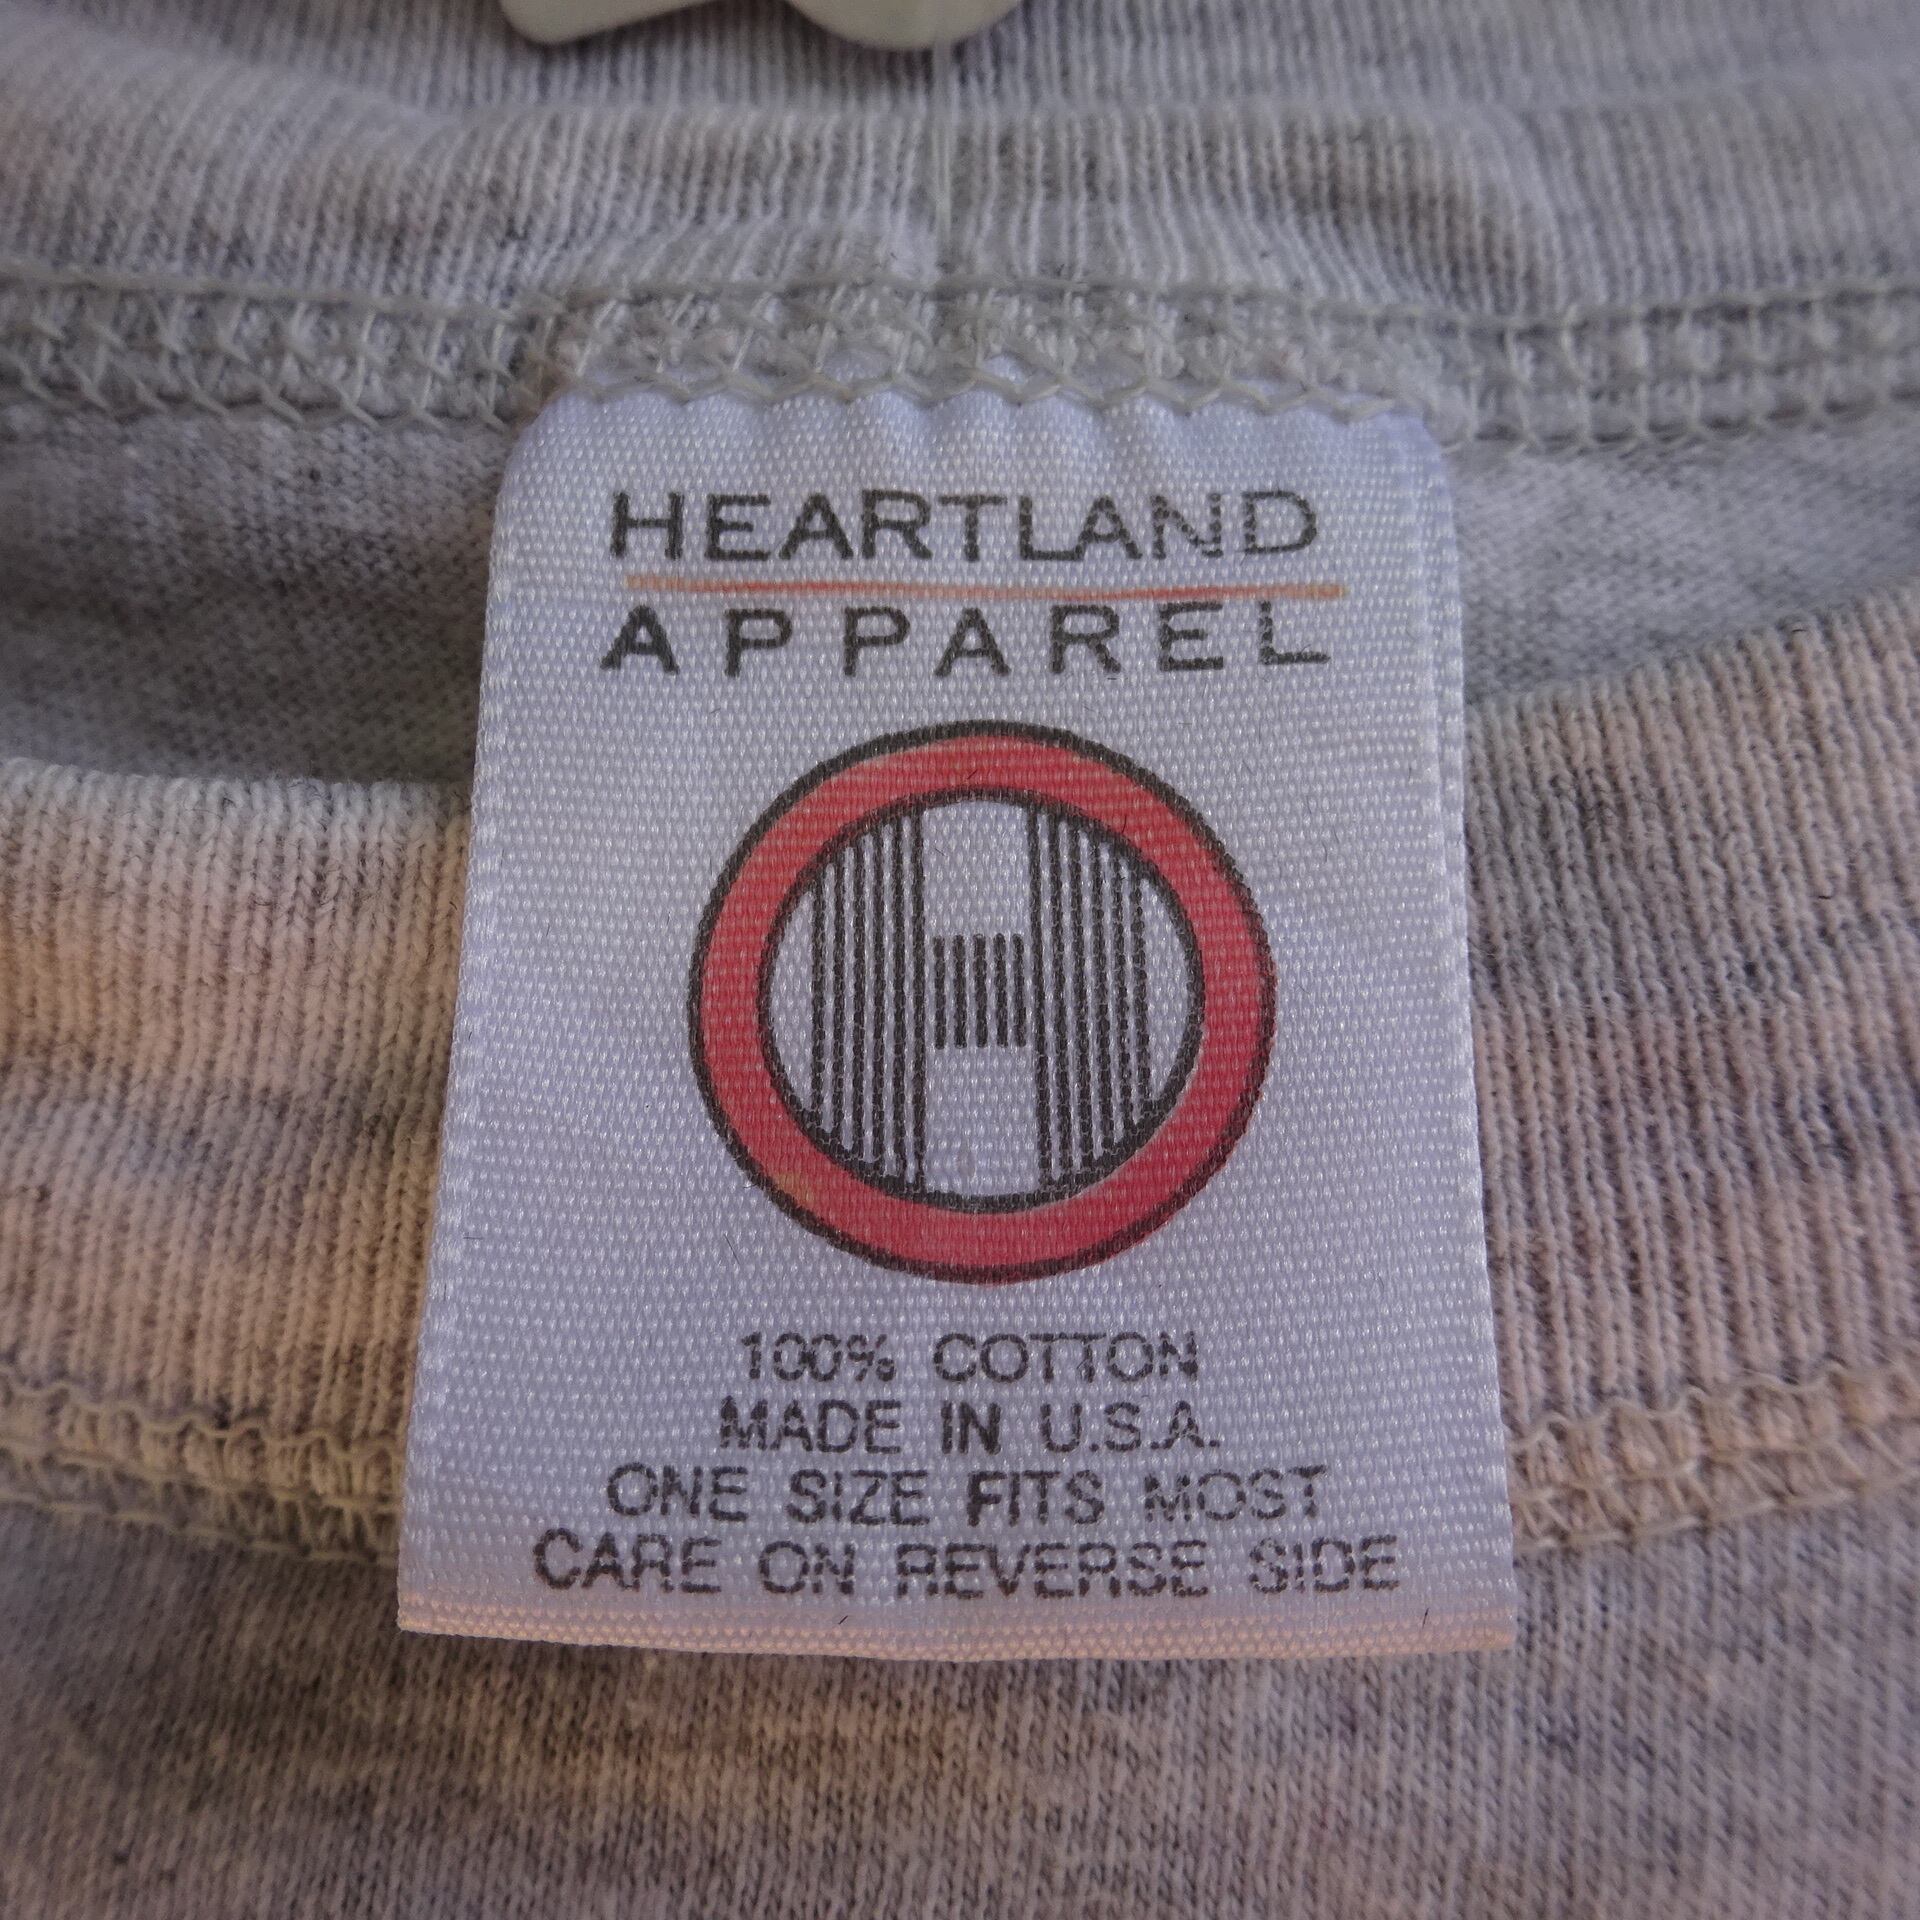 HEARTLAND
APPAREL
100% COTTON
MADE IN U.S.A.
ONE SIZE FITS MOST
CARE ON REVERSE SIDE